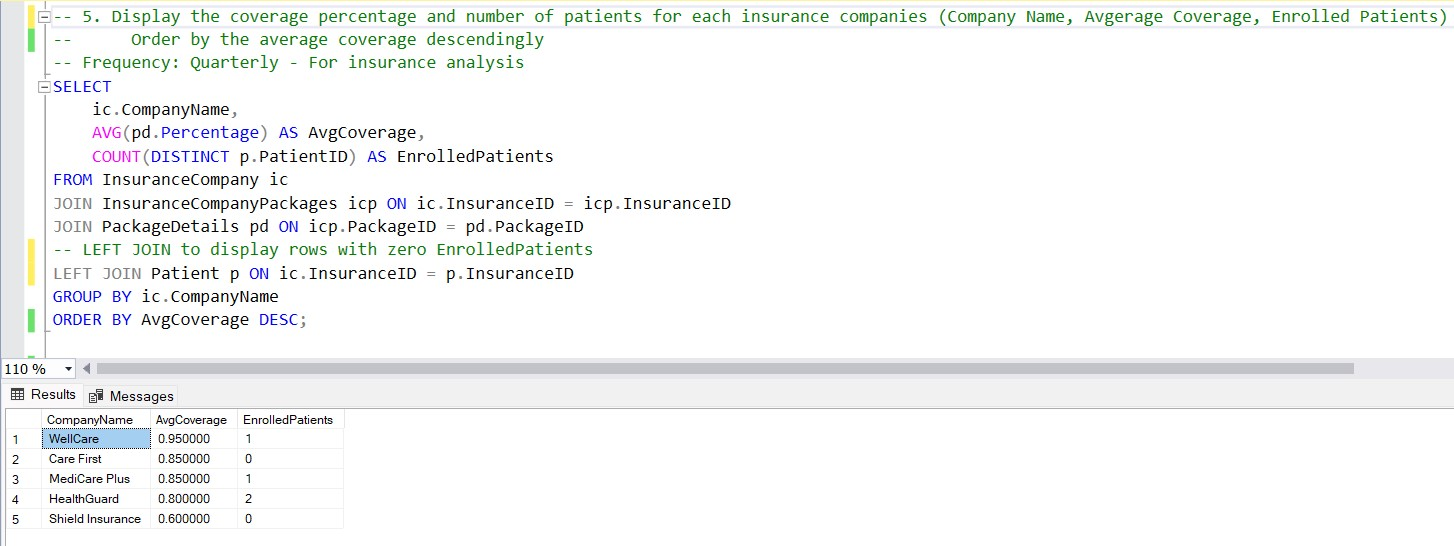 -- 5. Display the coverage percentage and number of patients for each insurance companies (Company Name, Avgerage Coverage, Enrolled Patients)
--      Order by the average coverage descendingly
-- Frequency: Quarterly - For insurance analysis
SELECT
    ic.CompanyName,
    AVG(pd.Percentage) AS AvgCoverage,
    COUNT(DISTINCT p.PatientID) AS EnrolledPatients
FROM InsuranceCompany ic
JOIN InsuranceCompanyPackages icp ON ic.InsuranceID = icp.InsuranceID
JOIN PackageDetails pd ON icp.PackageID = pd.PackageID
-- LEFT JOIN to display rows with zero EnrolledPatients
LEFT JOIN Patient p ON ic.InsuranceID = p.InsuranceID
GROUP BY ic.CompanyName
ORDER BY AvgCoverage DESC;
110 %
Results Messages
CompanyName AvgCoverage EnrolledPatients
1 WellCare 0.950000 1
2 Care First 0.850000 0
3 MediCare Plus 0.850000 1
4 HealthGuard 0.800000 2
5 Shield Insurance 0.600000 0